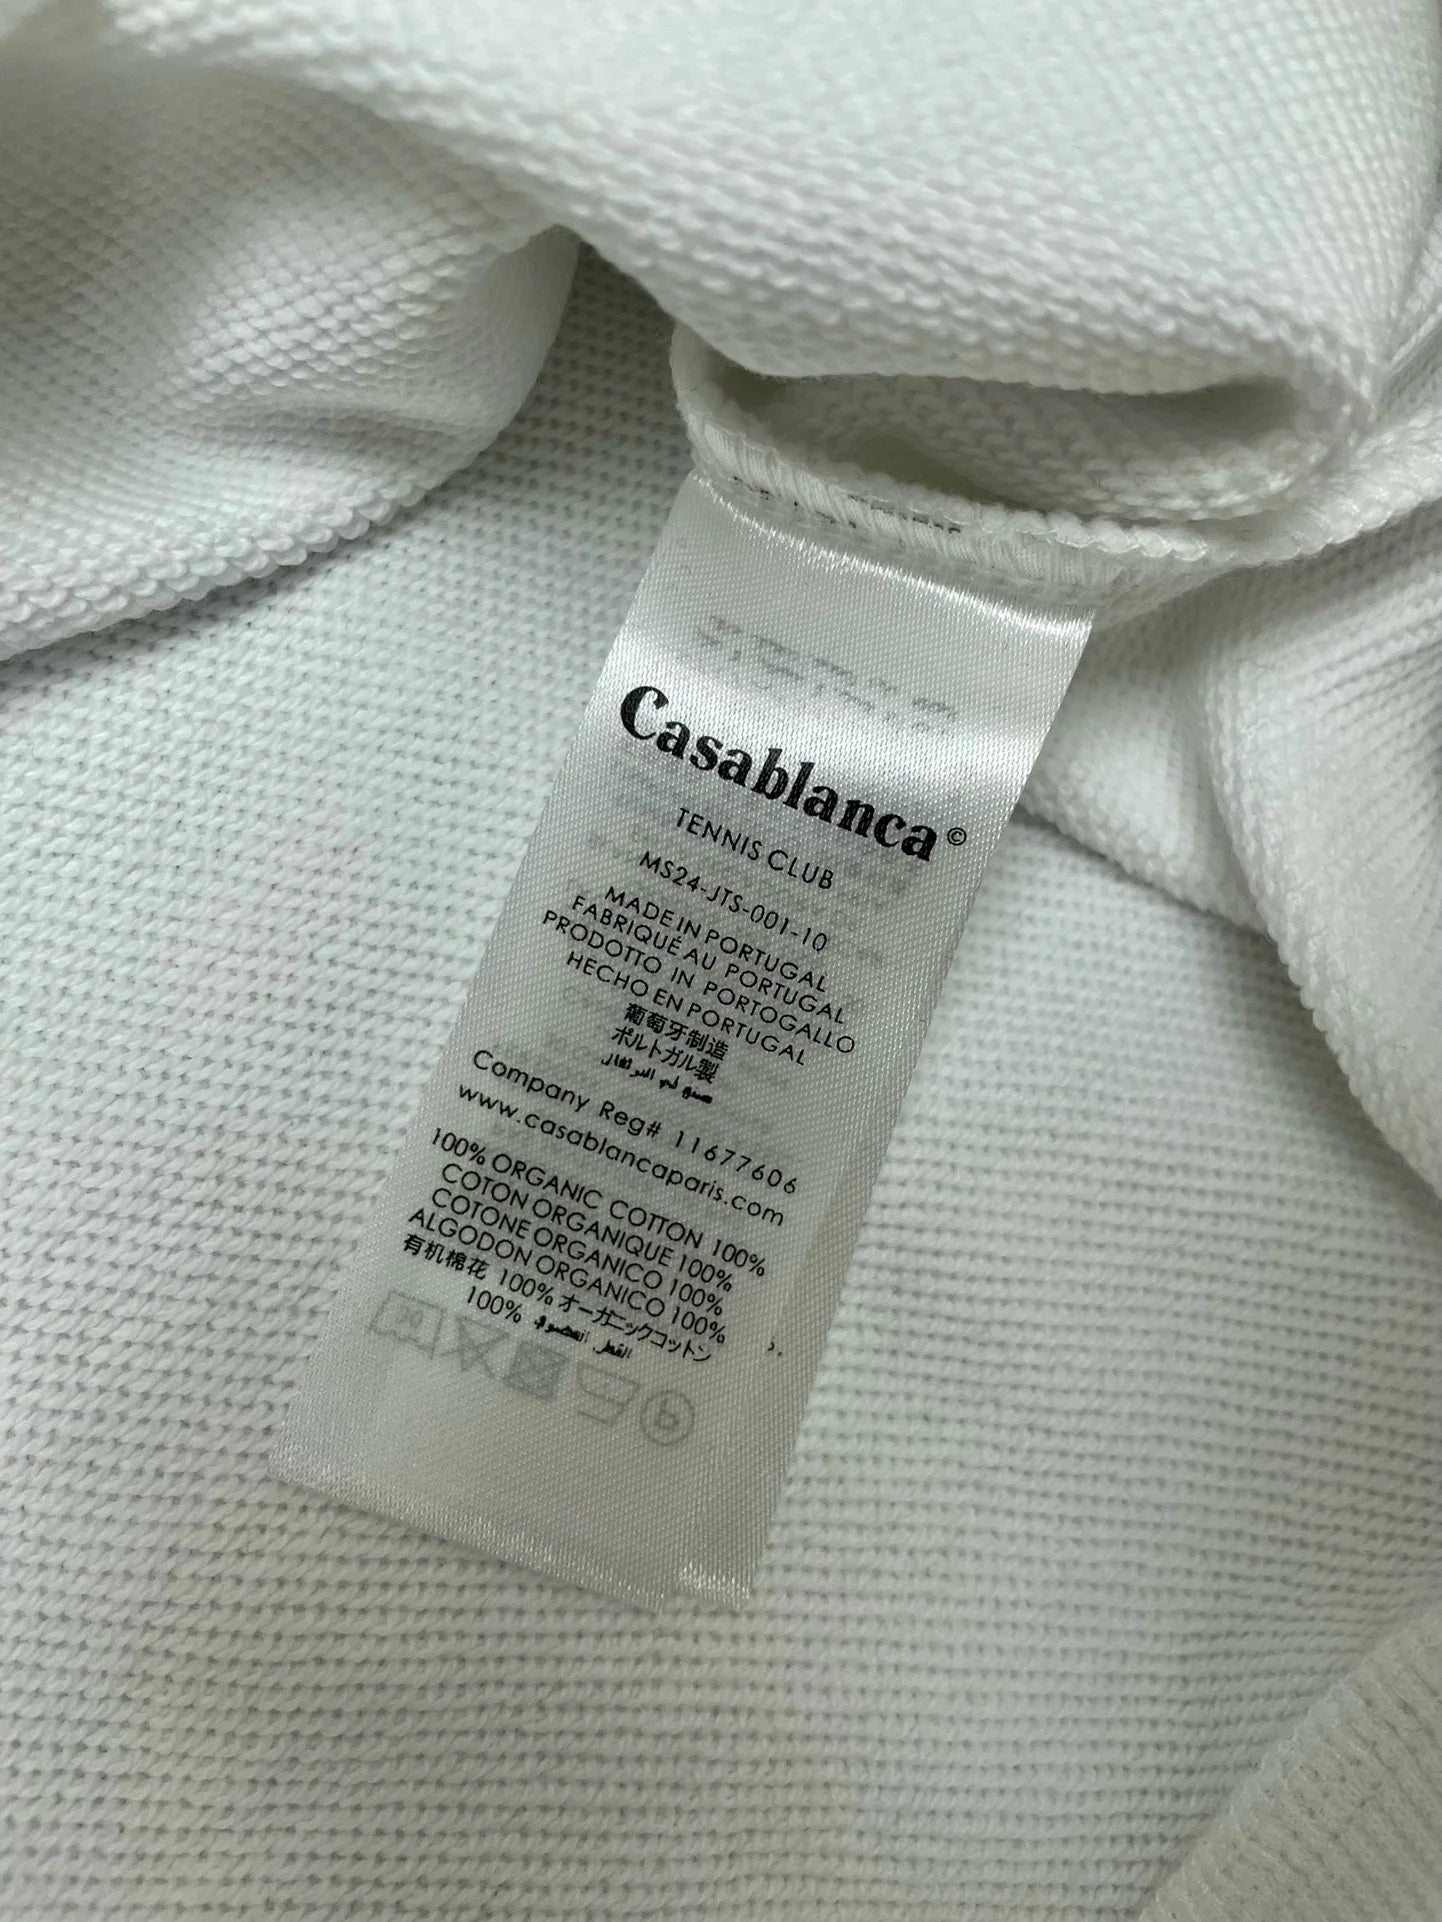 Casablanca©
TENNIS CLUB
MS24-JTS-001-10
MADE IN PORTUGAL
FABRIQUÉ AU PORTUGAL
PRODOTTO IN PORTOGALLO
HECHO EN PORTUGAL
葡萄牙制造
ポルトガル製
Company Reg# 11677606
www.casablancaparis.com
100% ORGANIC COTTON 100%
COTON ORGANIQUE 100%
COTONE ORGANICO 100%
ALGODON ORGANICO 100%
有机棉花 100% オーガニックコットン
100% القطن العضوي